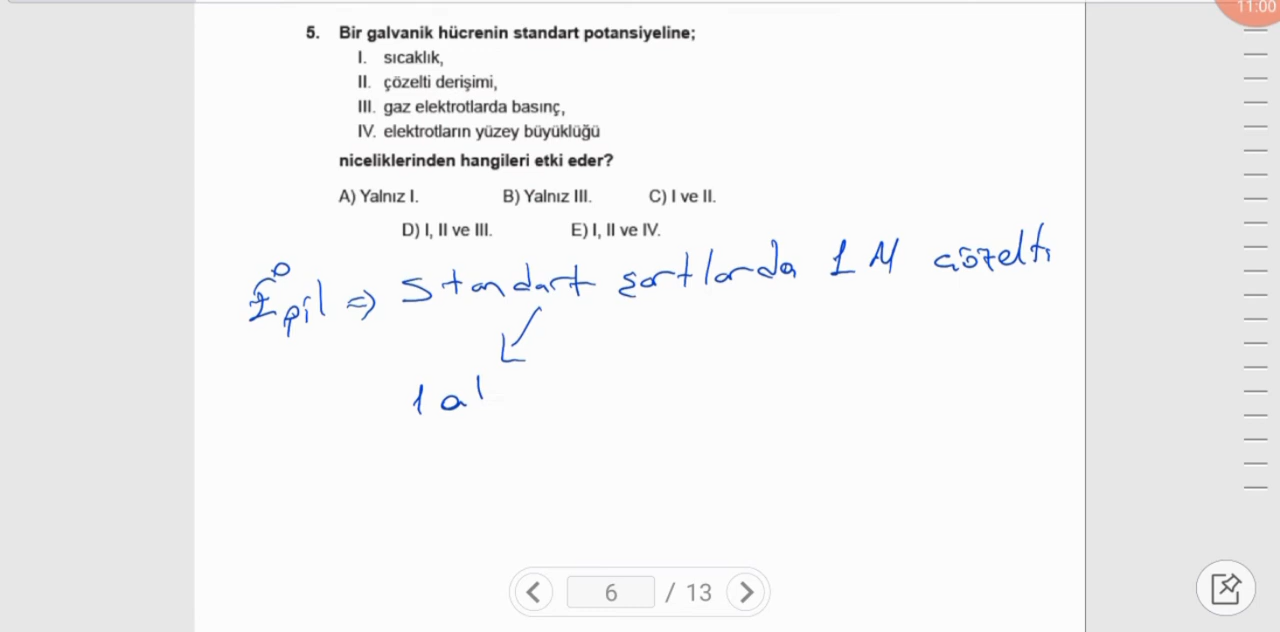 11:00
5. Bir galvanik hücrenin standart potansiyeline;
I. sıcaklık,
II. çözelti derişimi,
III. gaz elektrotlarda basınç,
IV. elektrotların yüzey büyüklüğü
niceliklerinden hangileri etki eder?
A) Yalnız I. B) Yalnız III. C) I ve II.
D) I, II ve III. E) I, II ve IV.
E°pil ⇒ Standart şartlarda 1 M çözelti
1 at
6 / 13